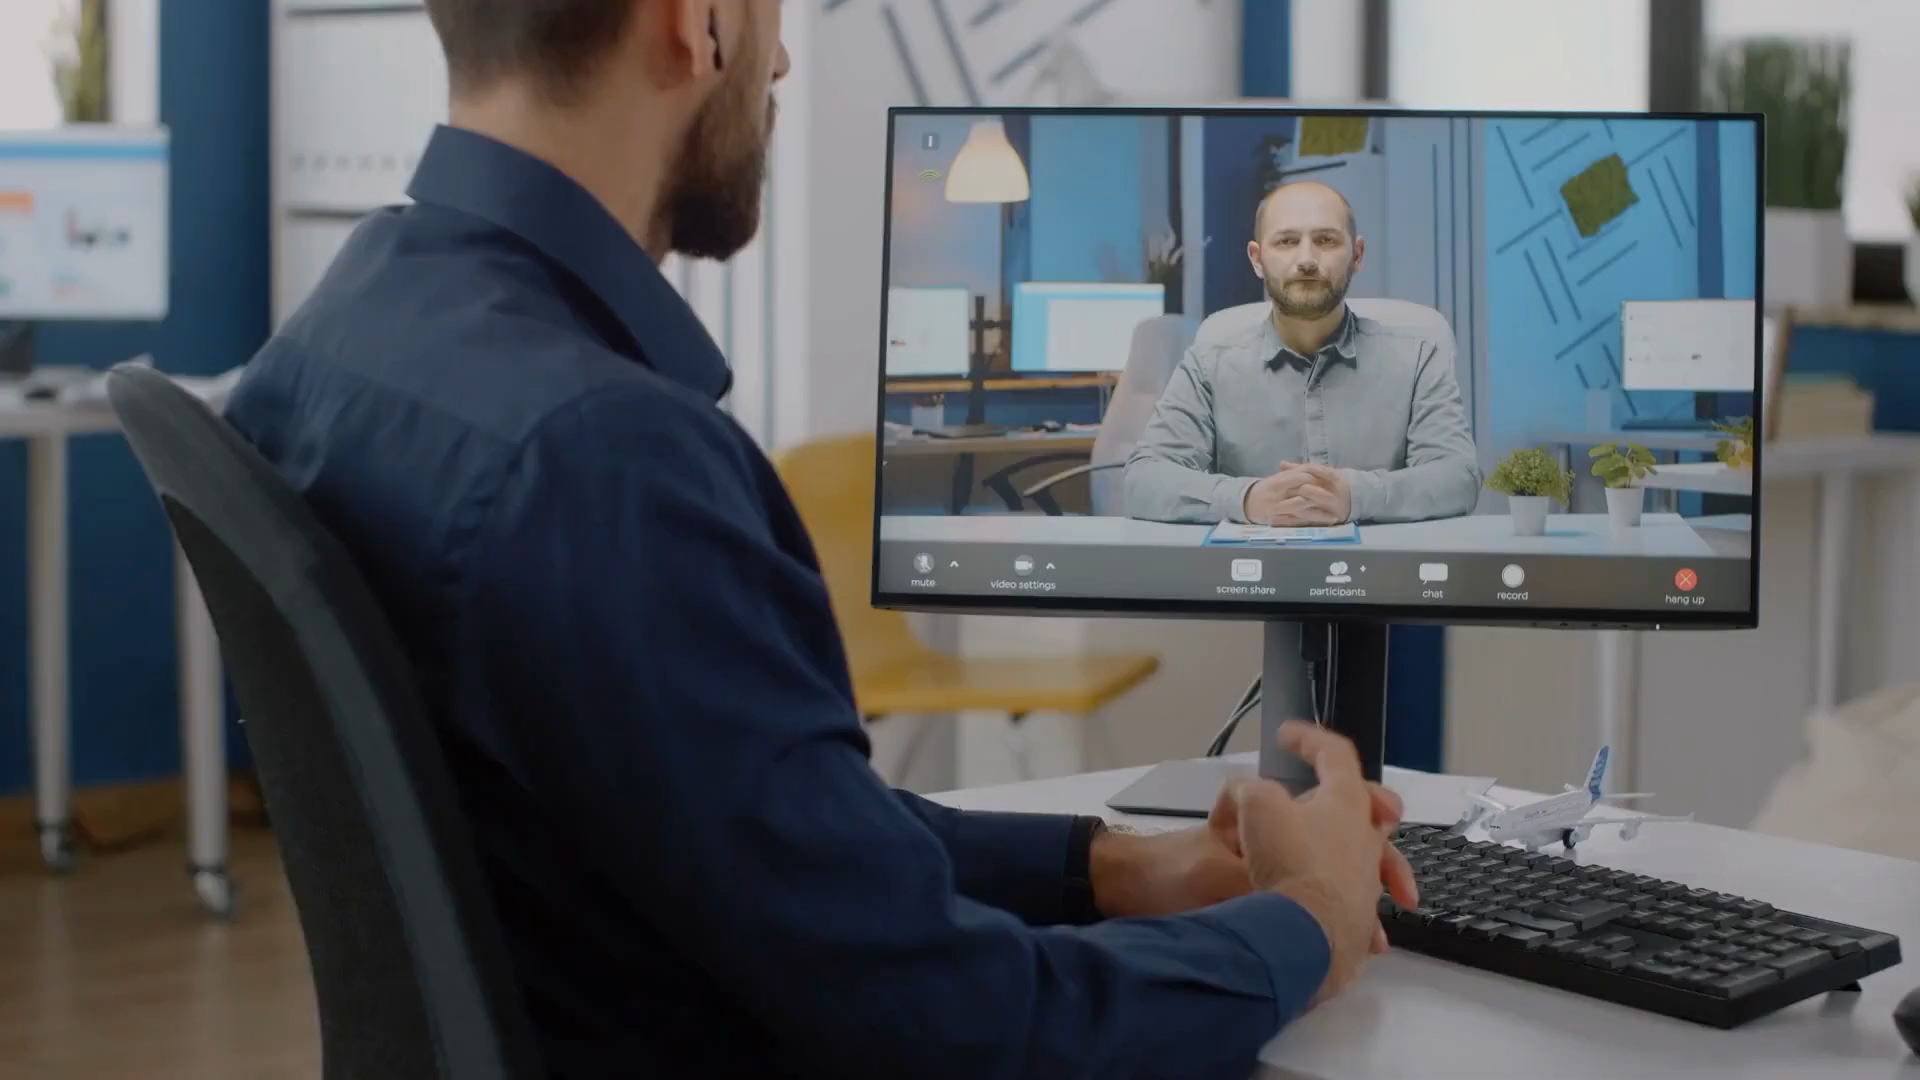 mute
video settings
screen share
participants
chat
record
hang up